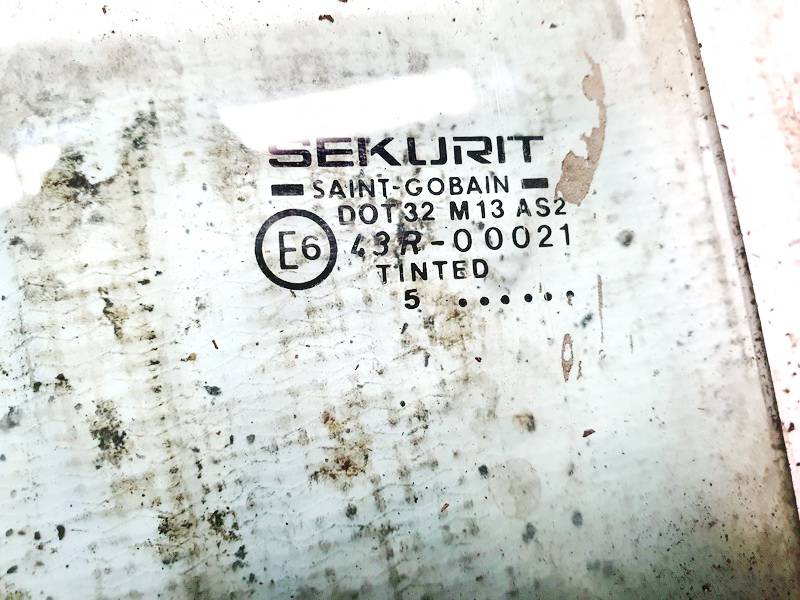 SEKURIT
SAINT-GOBAIN
DOT 32 M13 AS2
E6 43R-00021
TINTED
5 ••••••